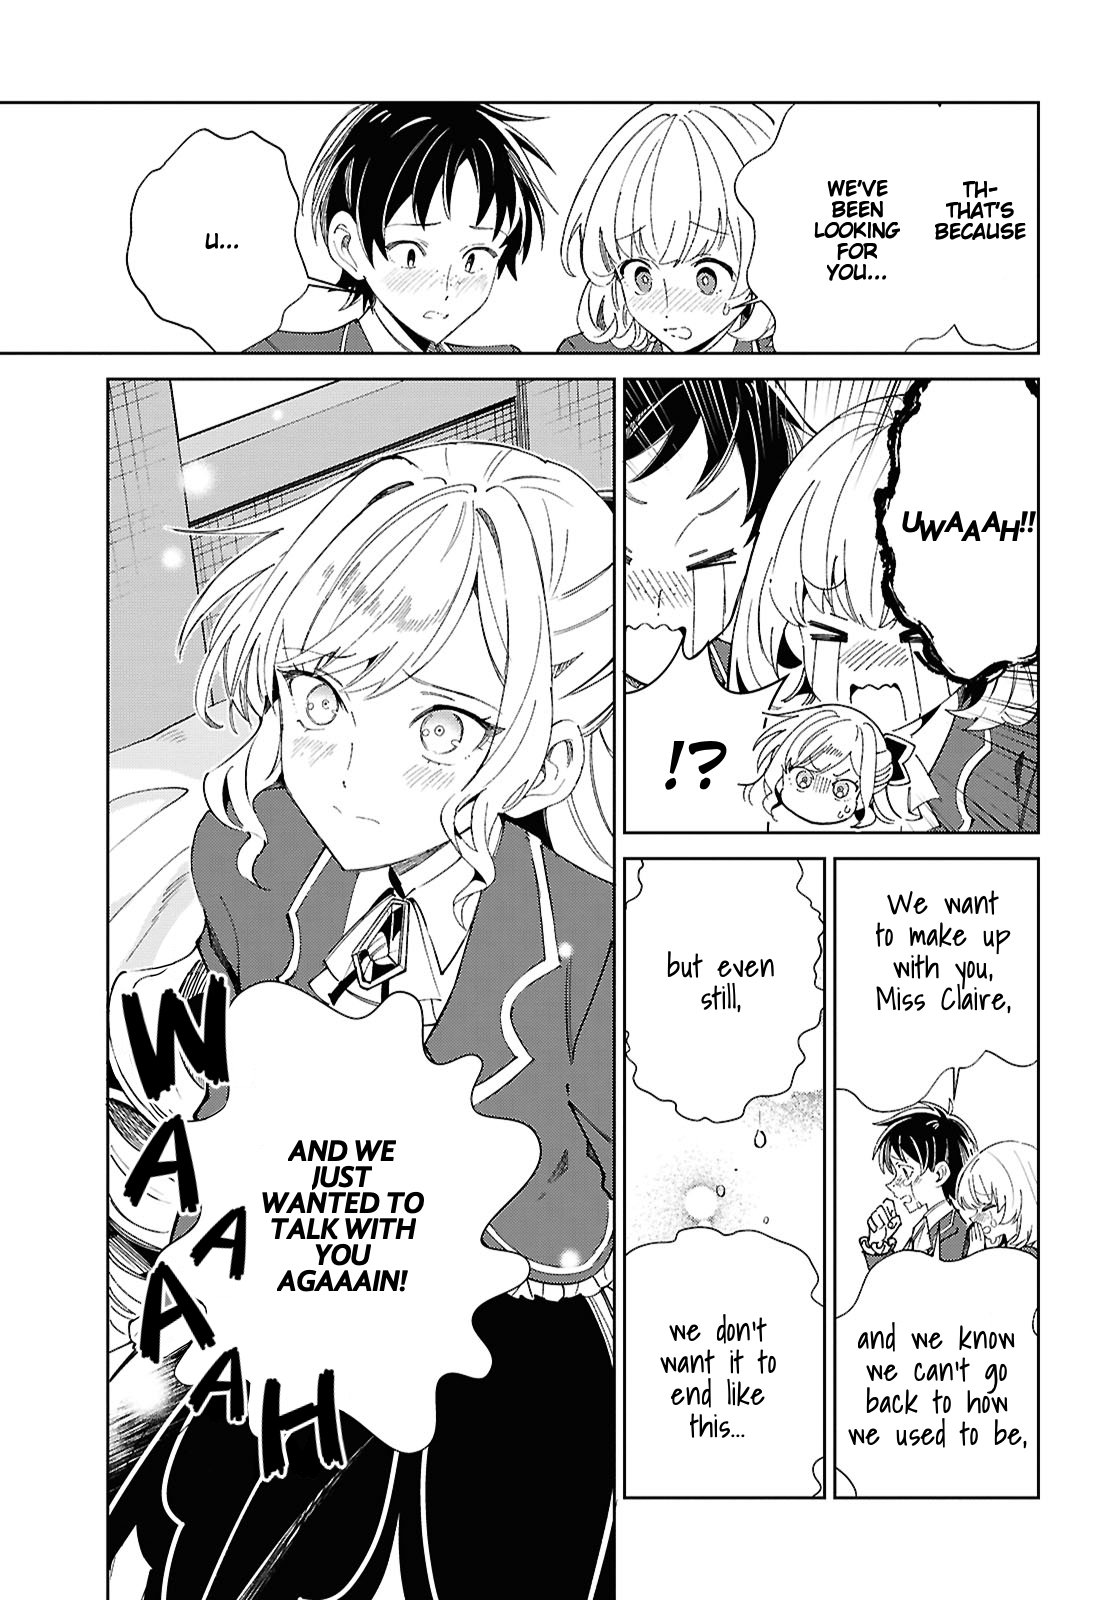 TH-
THAT'S
BECAUSE
WE'VE
BEEN
LOOKING
FOR
YOU...
U...
UWAAAH!!
!?
We want
to make up
with you,
Miss Claire,
and we know
we can't go
back to how
we used to be,
but even
still,
we don't
want it to
end like
this...
AND WE
JUST
WANTED TO
TALK WITH
YOU
AGAAAIN!
WAAAAAH